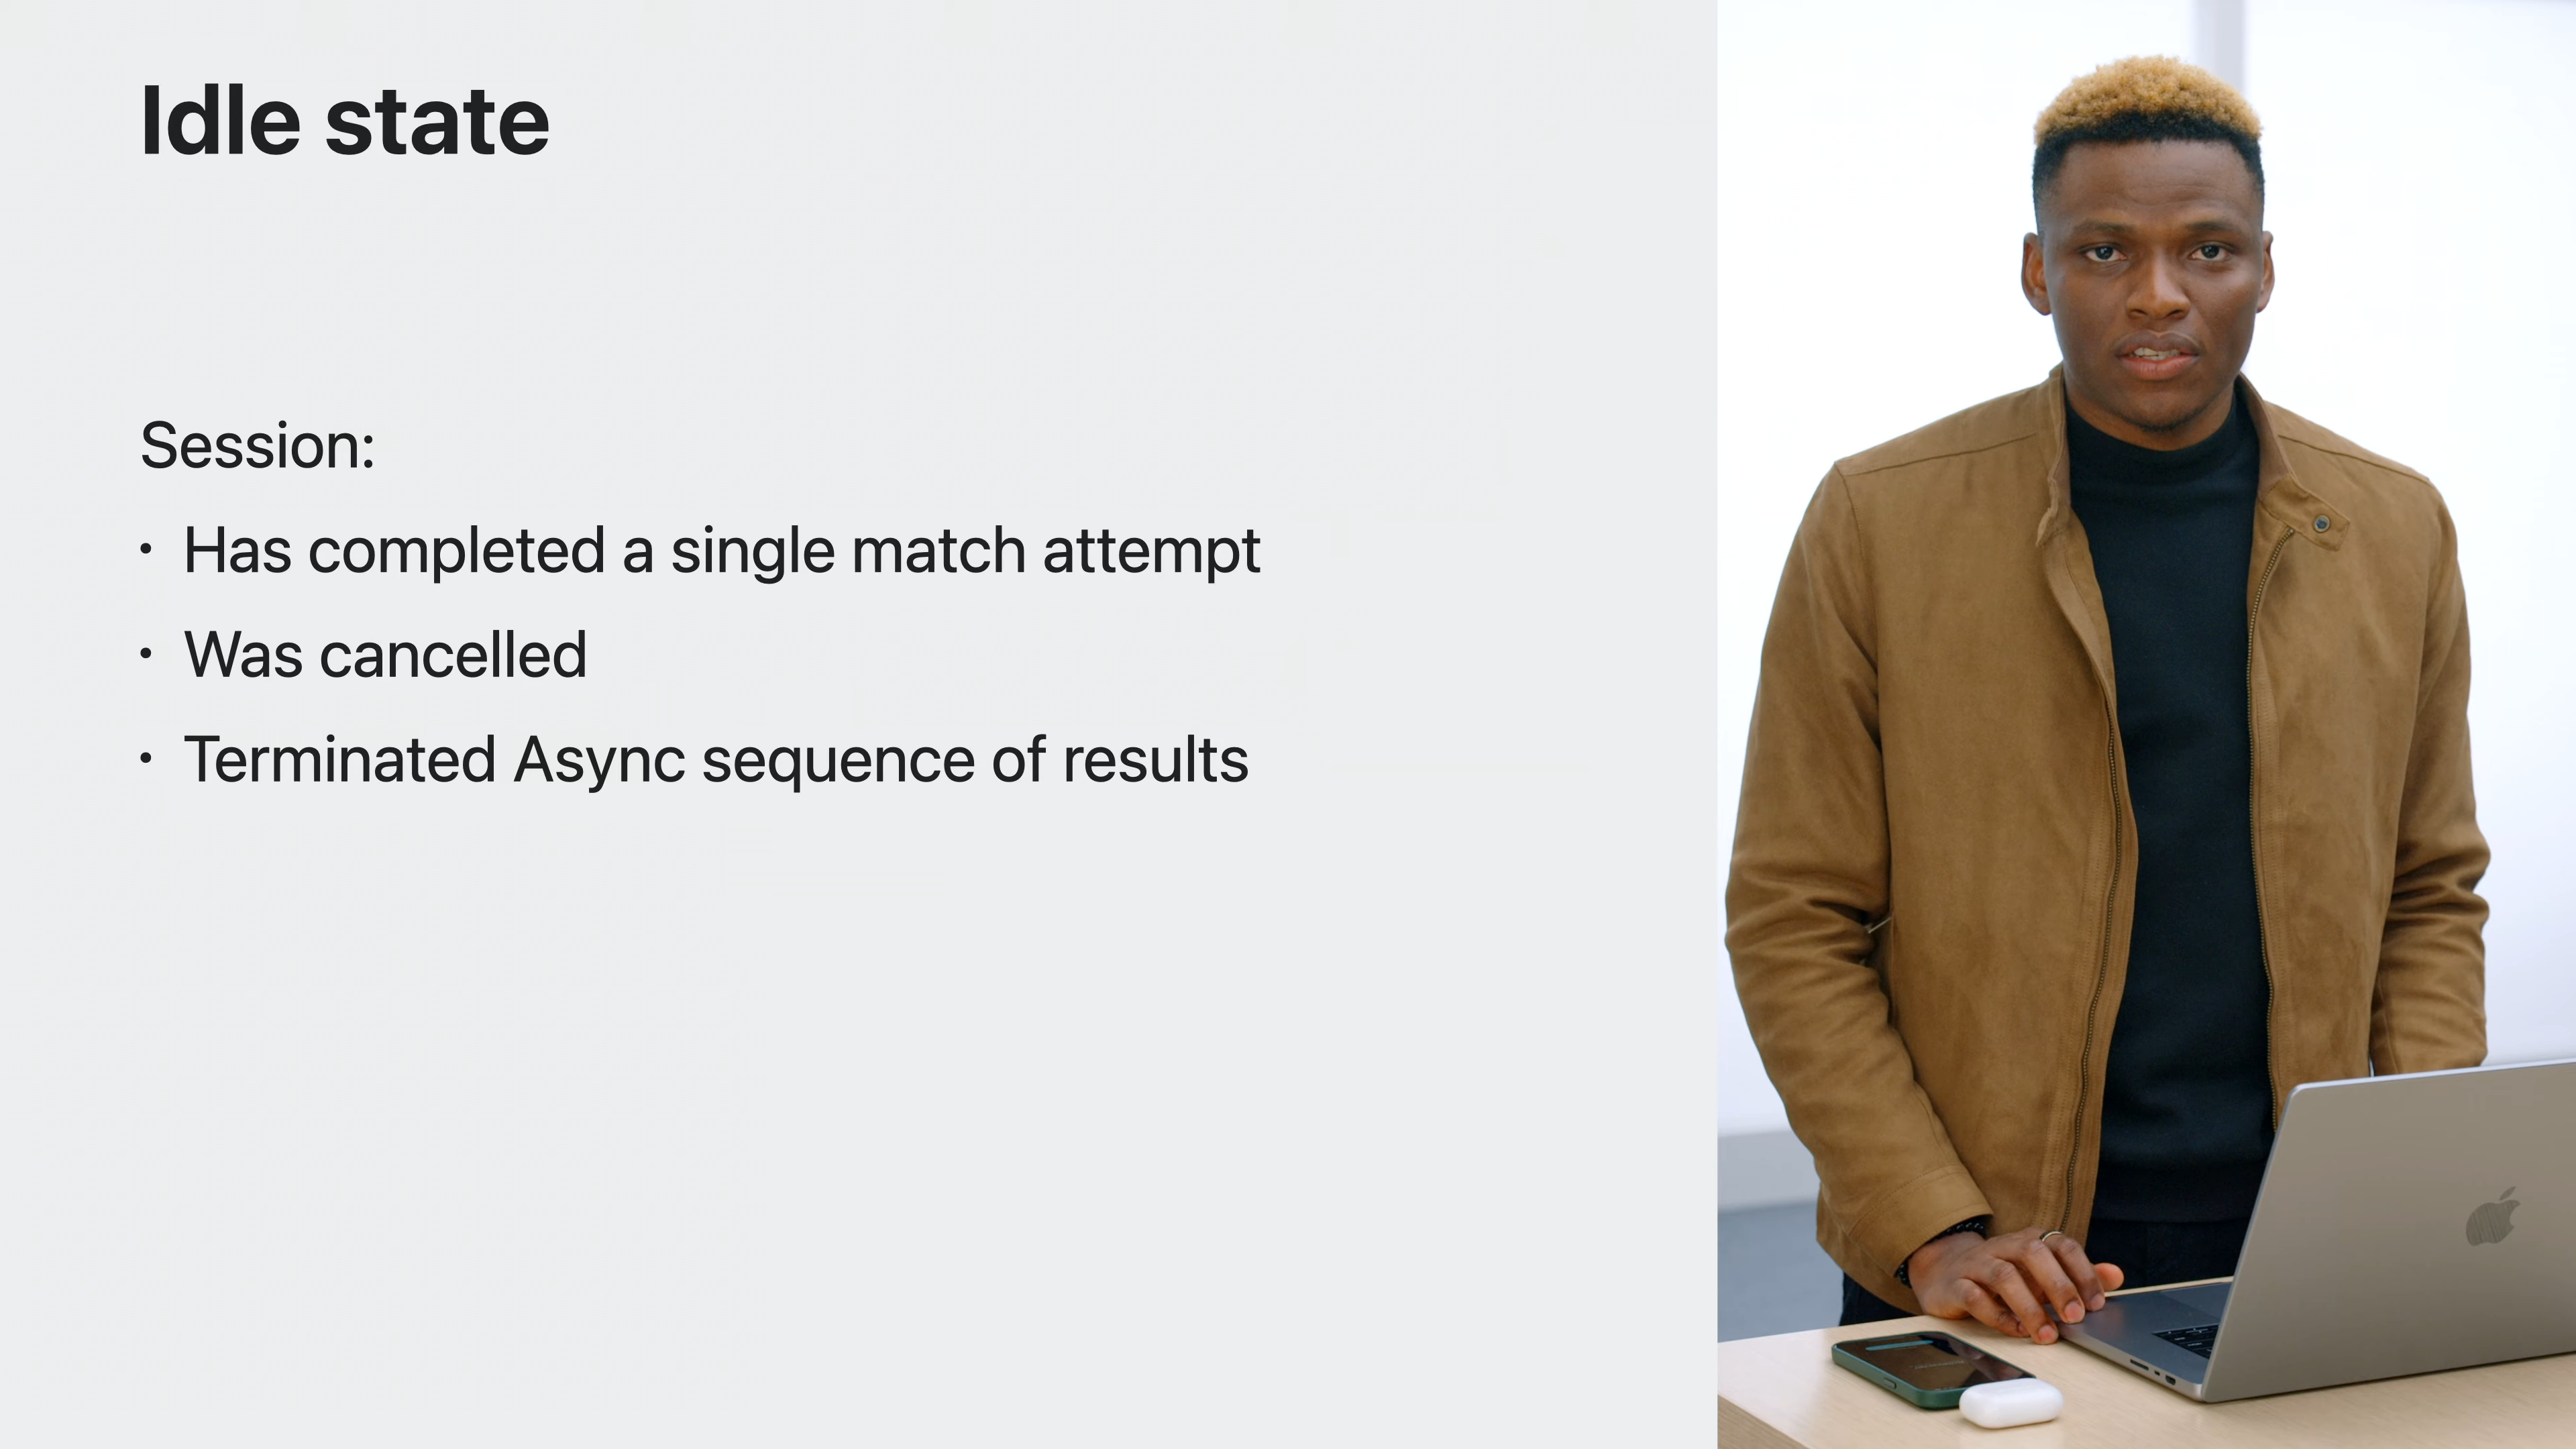 Idle state
Session:
• Has completed a single match attempt
• Was cancelled
• Terminated Async sequence of results